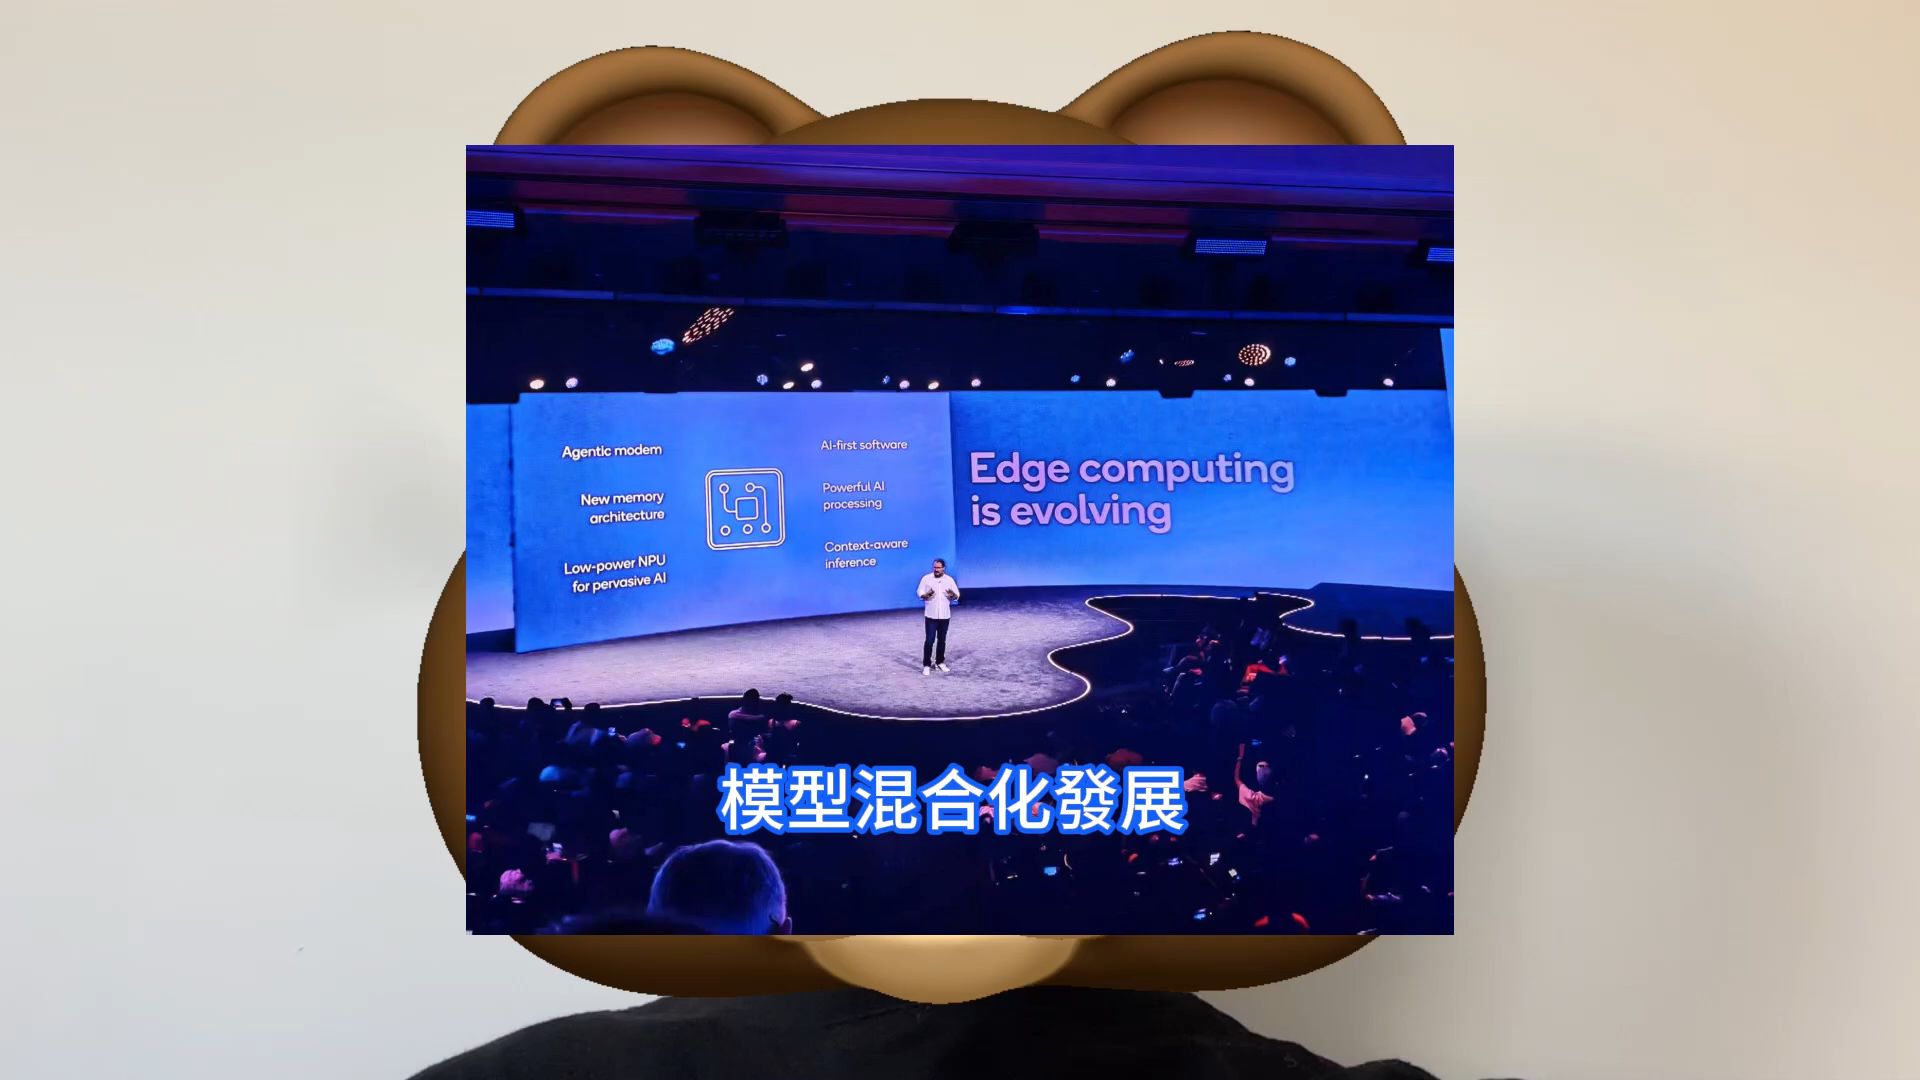 Agentic modem
New memory
architecture
Low-power NPU
for pervasive AI
AI-first software
Powerful AI
processing
Context-aware
inference
Edge computing
is evolving
模型混合化發展